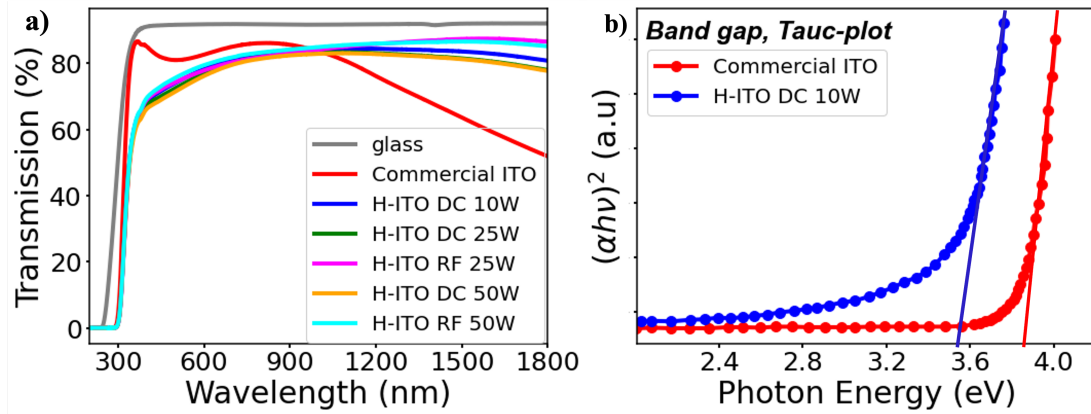 a)
Transmission (%)
80
60
40
20
0
glass
Commercial ITO
H-ITO DC 10W
H-ITO DC 25W
H-ITO RF 25W
H-ITO DC 50W
H-ITO RF 50W
300 600 900 1200 1500 1800
Wavelength (nm)
b)
Band gap, Tauc-plot
Commercial ITO
H-ITO DC 10W
(αhν)² (a.u)
2.4 2.8 3.2 3.6 4.0
Photon Energy (eV)